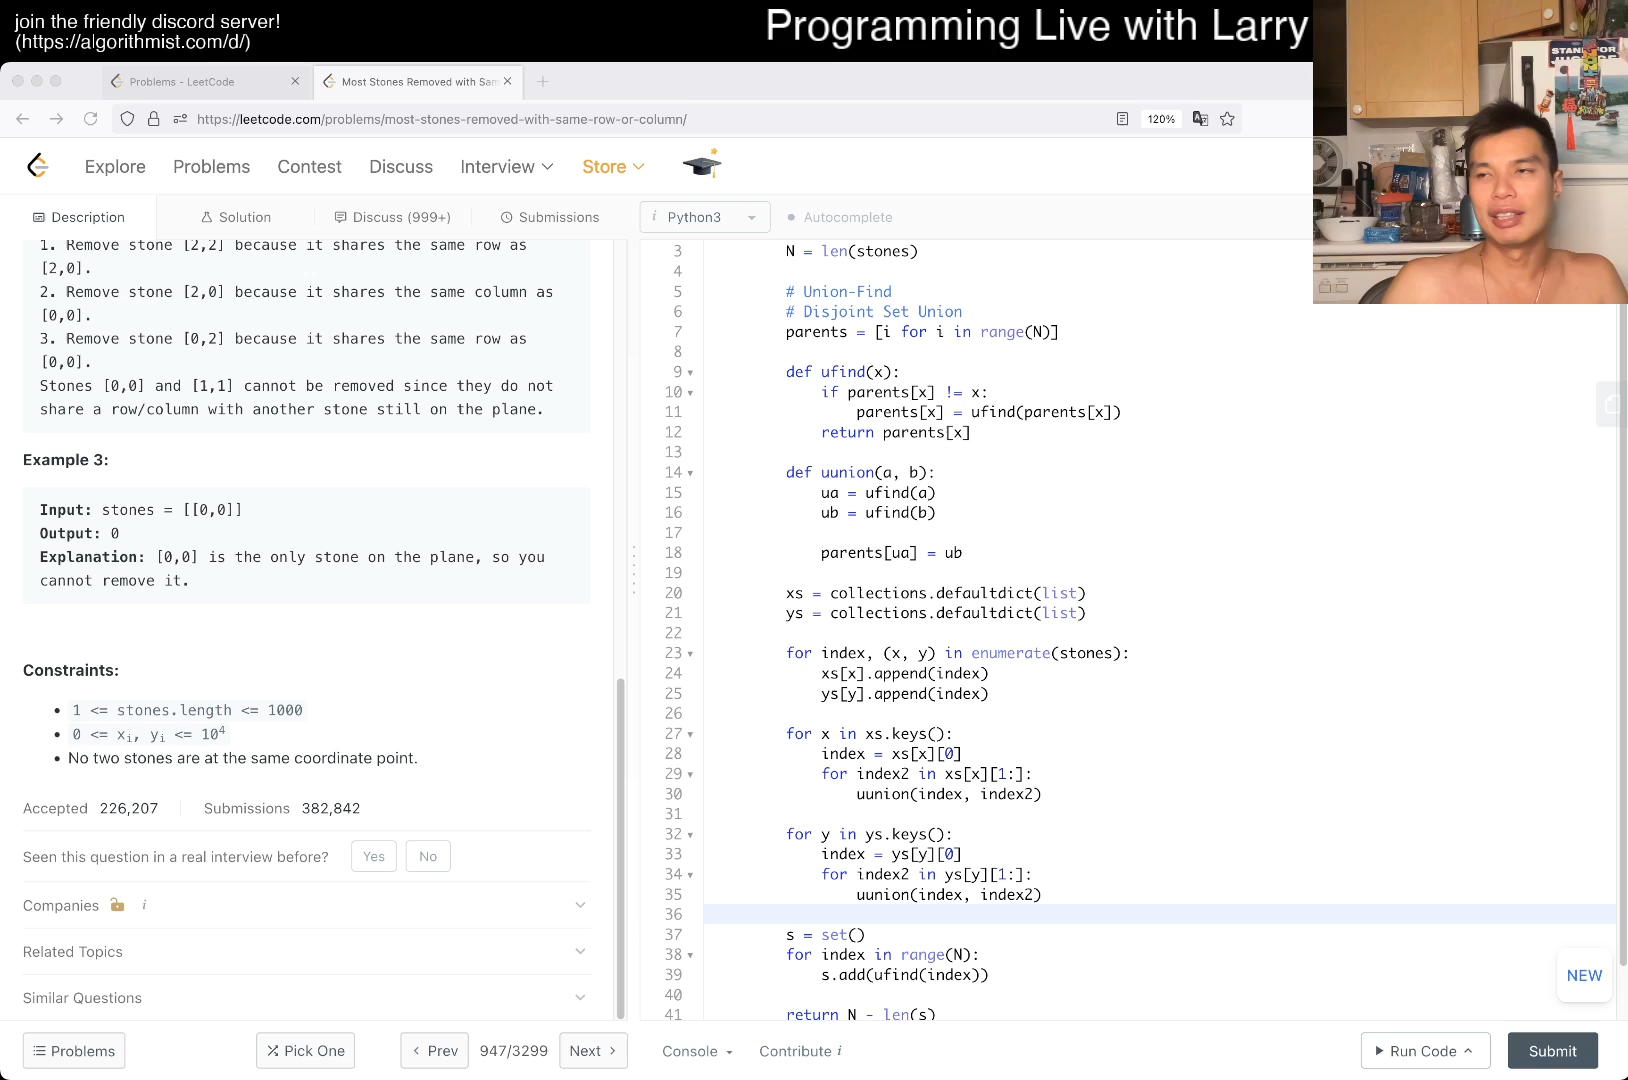 join the friendly discord server!
(https://algorithmist.com/d/)
Programming Live with Larry
Problems - LeetCode
Most Stones Removed with Sam
https://leetcode.com/problems/most-stones-removed-with-same-row-or-column/
120%
Explore
Problems
Contest
Discuss
Interview
Store
Description
Solution
Discuss (999+)
Submissions
i Python3
Autocomplete
1. Remove stone [2,2] because it shares the same row as
[2,0].
2. Remove stone [2,0] because it shares the same column as
[0,0].
3. Remove stone [0,2] because it shares the same row as
[0,0].
Stones [0,0] and [1,1] cannot be removed since they do not
share a row/column with another stone still on the plane.
Example 3:
Input: stones = [[0,0]]
Output: 0
Explanation: [0,0] is the only stone on the plane, so you
cannot remove it.
Constraints:
• 1 <= stones.length <= 1000
• 0 <= xi, yi <= 10⁴
• No two stones are at the same coordinate point.
Accepted 226,207
Submissions 382,842
Seen this question in a real interview before?
Yes
No
Companies i
Related Topics
Similar Questions
3 N = len(stones)
4
5 # Union-Find
6 # Disjoint Set Union
7 parents = [i for i in range(N)]
8
9 def ufind(x):
10 if parents[x] != x:
11 parents[x] = ufind(parents[x])
12 return parents[x]
13
14 def uunion(a, b):
15 ua = ufind(a)
16 ub = ufind(b)
17
18 parents[ua] = ub
19
20 xs = collections.defaultdict(list)
21 ys = collections.defaultdict(list)
22
23 for index, (x, y) in enumerate(stones):
24 xs[x].append(index)
25 ys[y].append(index)
26
27 for x in xs.keys():
28 index = xs[x][0]
29 for index2 in xs[x][1:]:
30 uunion(index, index2)
31
32 for y in ys.keys():
33 index = ys[y][0]
34 for index2 in ys[y][1:]:
35 uunion(index, index2)
36
37 s = set()
38 for index in range(N):
39 s.add(ufind(index))
40
41 return N - len(s)
NEW
Problems
Pick One
Prev
947/3299
Next
Console
Contribute i
Run Code
Submit